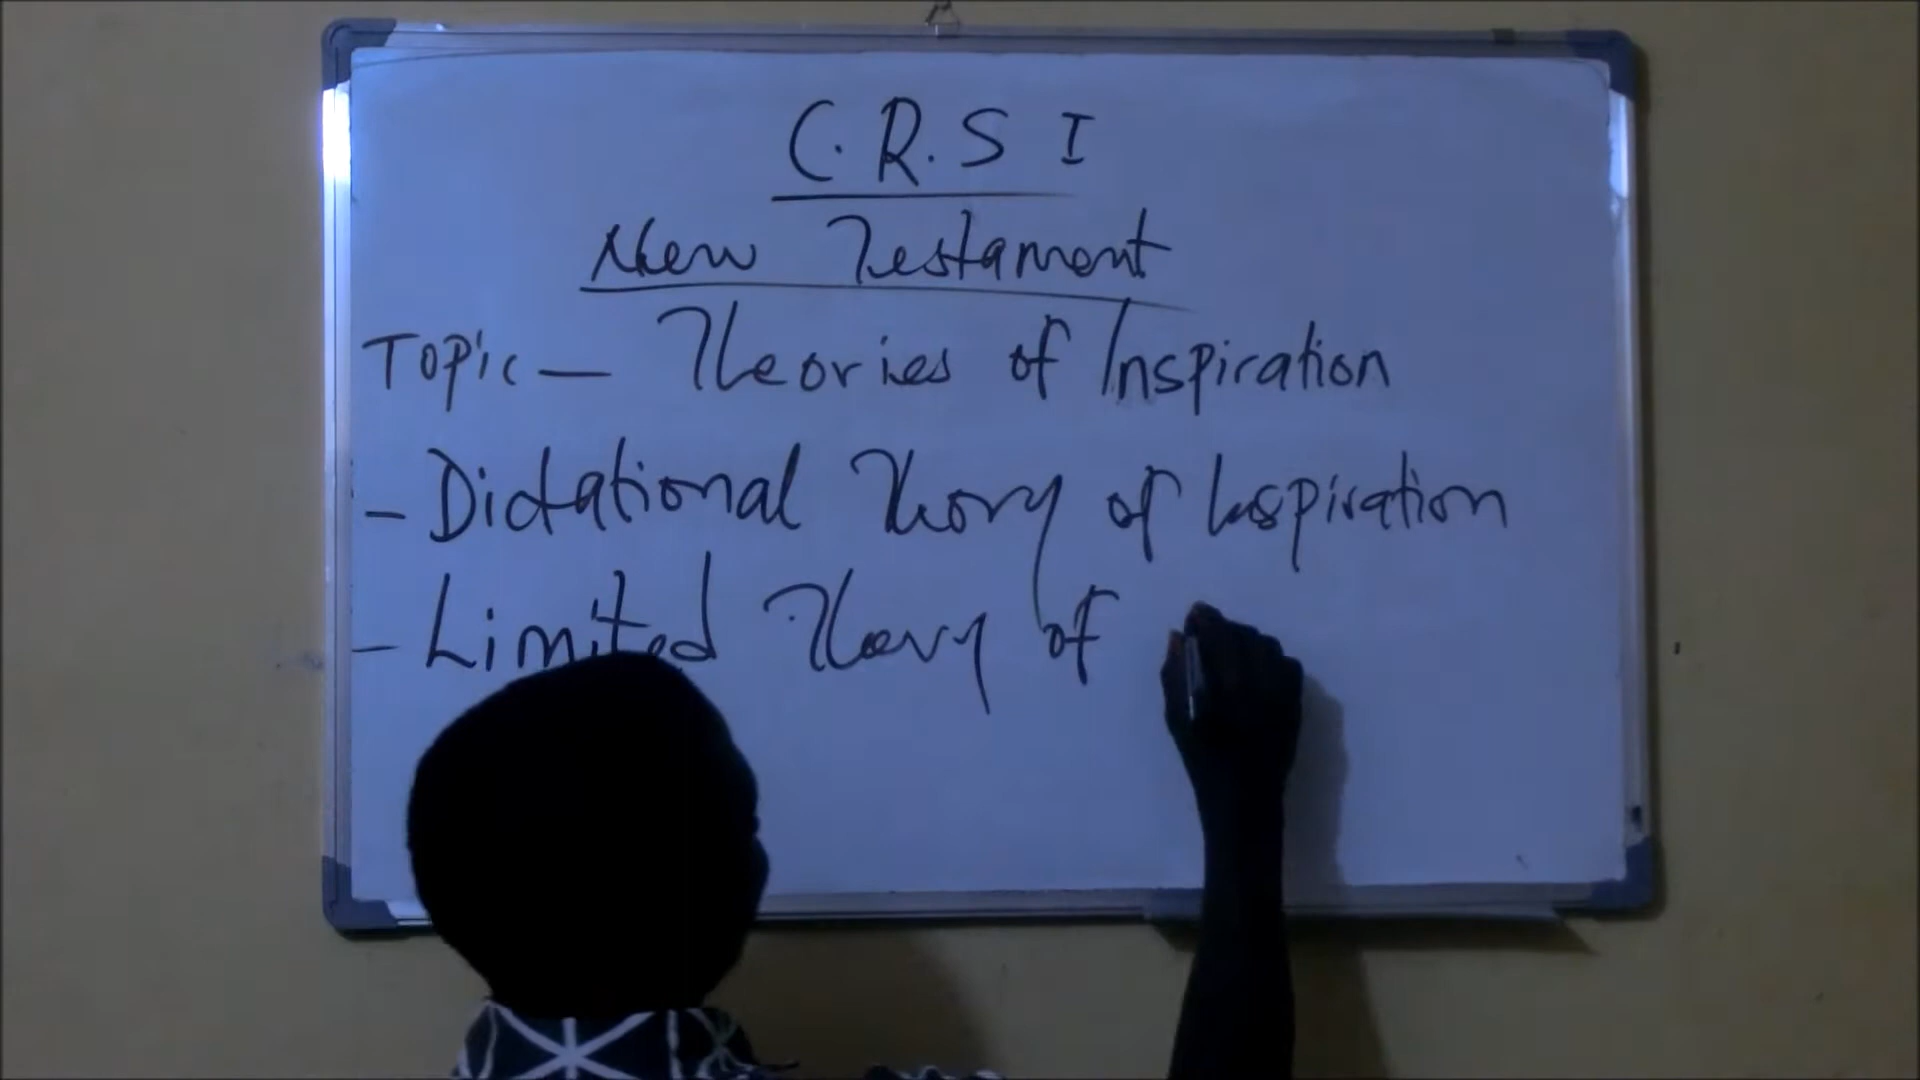 C.R.S I
New Testament
Topic — Theories of Inspiration
- Dictational Theory of Inspiration
- Limited Theory of